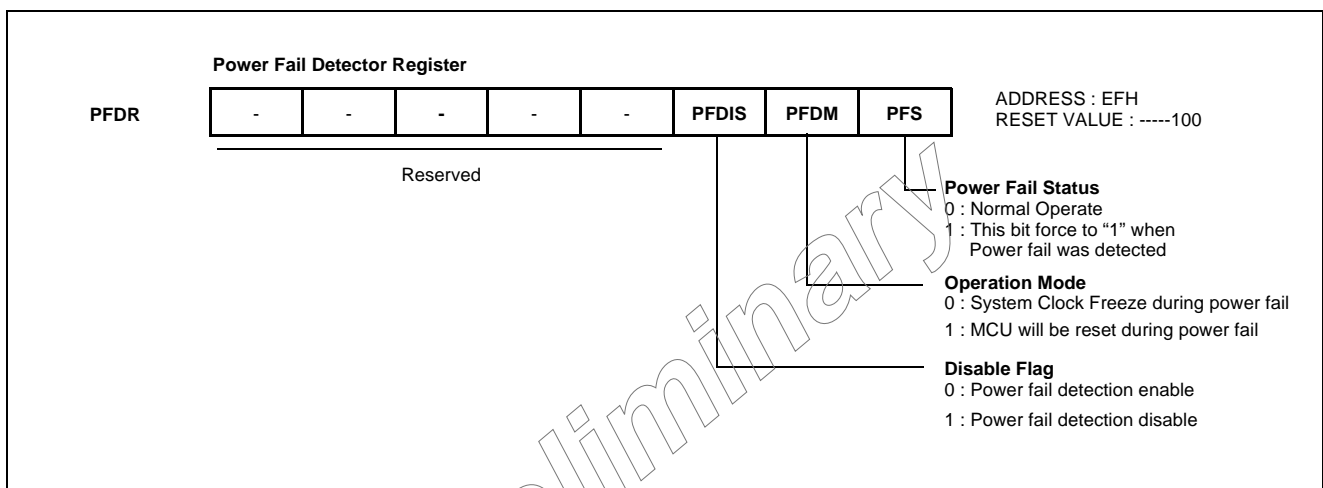 Power Fail Detector Register
PFDR - - - - - PFDIS PFDM PFS
ADDRESS : EFH
RESET VALUE : -----100
Reserved
Power Fail Status
0 : Normal Operate
1 : This bit force to “1” when
Power fail was detected
Operation Mode
0 : System Clock Freeze during power fail
1 : MCU will be reset during power fail
Disable Flag
0 : Power fail detection enable
1 : Power fail detection disable
eliminary